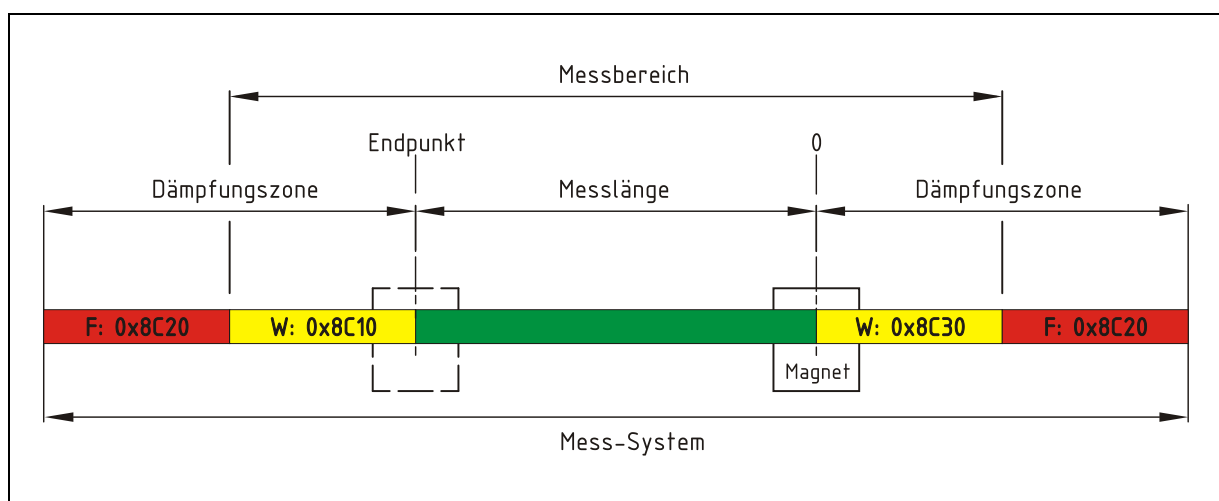 Messbereich
Endpunkt
0
Dämpfungszone
Messlänge
Dämpfungszone
F: 0x8C20
W: 0x8C10
W: 0x8C30
F: 0x8C20
Magnet
Mess-System